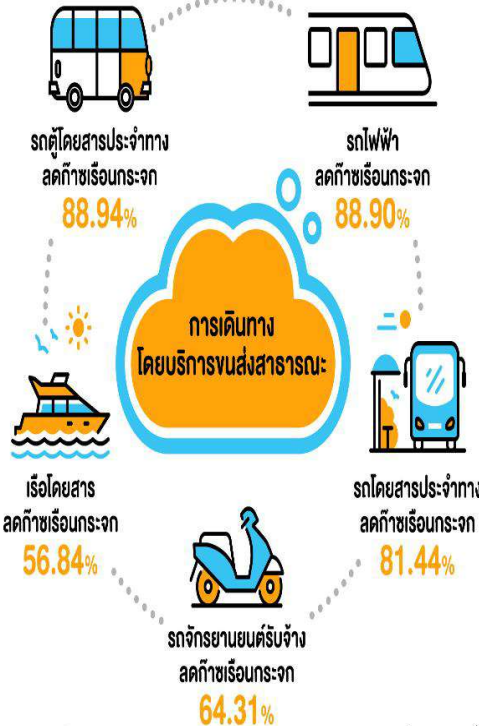 รถตู้โดยสารประจำทาง
ลดก๊าซเรือนกระจก
88.94%
รถไฟฟ้า
ลดก๊าซเรือนกระจก
88.90%
การเดินทาง
โดยบริการขนส่งสาธารณะ
เรือโดยสาร
ลดก๊าซเรือนกระจก
56.84%
รถโดยสารประจำทาง
ลดก๊าซเรือนกระจก
81.44%
รถจักรยานยนต์รับจ้าง
ลดก๊าซเรือนกระจก
64.31%